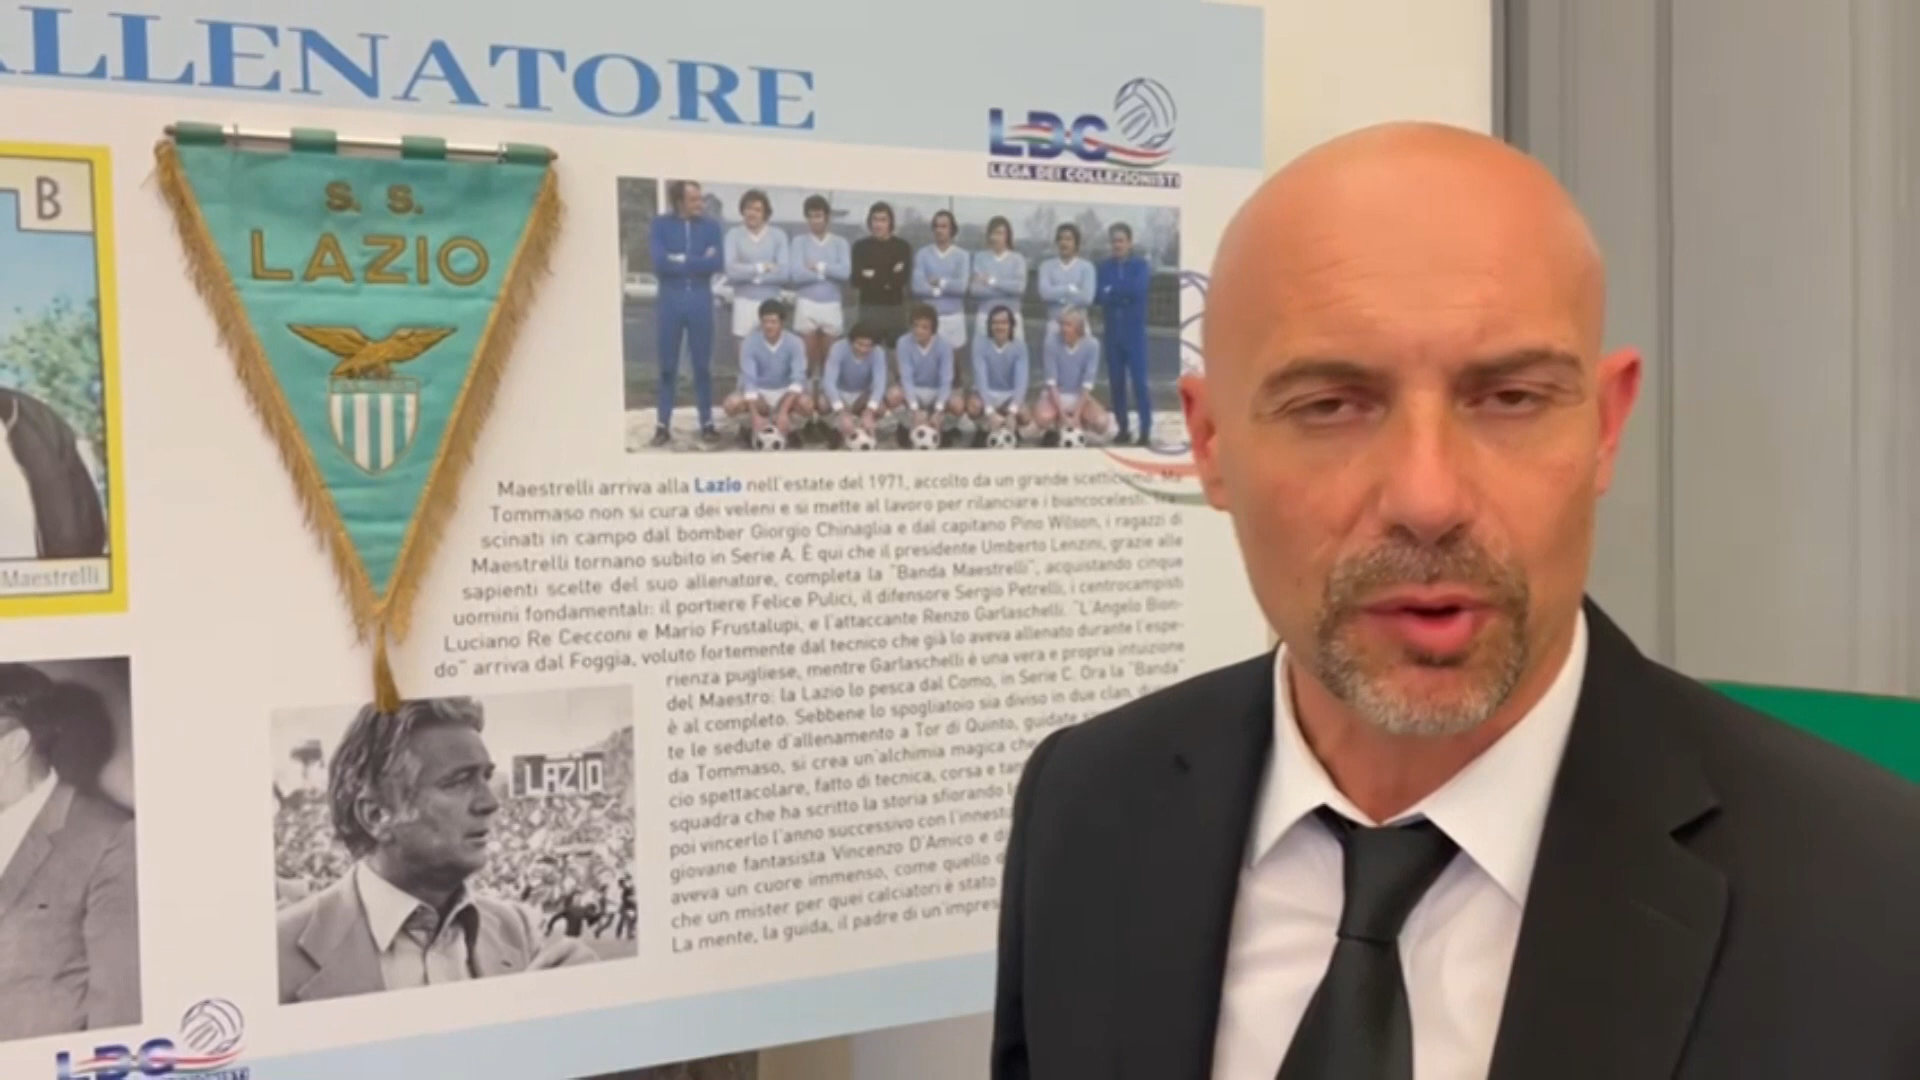 ALLENATORE
LDC
LEGA DEI COLLEZIONISTI
B
S. S.
LAZIO
Maestrelli
Maestrelli arriva alla Lazio nell'estate del 1971, accolto da un grande scetticismo. Ma
Tommaso non si cura dei veleni e si mette al lavoro per rilanciare i biancocelesti. Tra-
scinati in campo dal bomber Giorgio Chinaglia e dal capitano Pino Wilson, i ragazzi di
Maestrelli tornano subito in Serie A. È qui che il presidente Umberto Lenzini, grazie alle
sapienti scelte del suo allenatore, completa la "Banda Maestrelli", acquistando cinque
uomini fondamentali: il portiere Felice Pulici, il difensore Sergio Petrelli, i centrocampisti
Luciano Re Cecconi e Mario Frustalupi, e l'attaccante Renzo Garlaschelli. "L'Angelo Bion-
do" arriva dal Foggia, voluto fortemente dal tecnico che già lo aveva allenato durante l'espe-
rienza pugliese, mentre Garlaschelli è una vera e propria intuizione
del Maestro: la Lazio lo pesca dal Como, in Serie C. Ora la "Banda"
è al completo. Sebbene lo spogliatoio sia diviso in due clan,
te le sedute d'allenamento a Tor di Quinto, guidate
da Tommaso, si crea un'alchimia magica che
cio spettacolare, fatto di tecnica, corsa e
squadra che ha scritto la storia sfiorando
poi vincerlo l'anno successivo con l'innest
giovane fantasista Vincenzo D'Amico e
aveva un cuore immenso, come quello
che un mister per quei calciatori è stato
La mente, la guida, il padre di un'impres
LAZIO
LDC